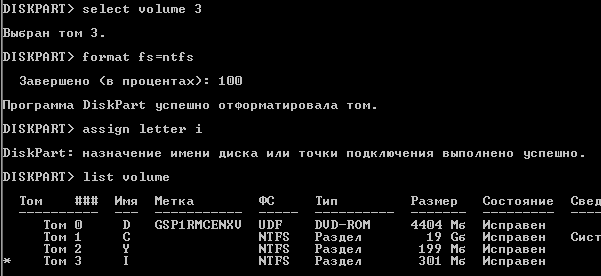 DISKPART> select volume 3
Выбран том 3.
DISKPART> format fs=ntfs
Завершено (в процентах): 100
Программа DiskPart успешно отформатировала том.
DISKPART> assign letter i
DiskPart: назначение имени диска или точки подключения выполнено успешно.
DISKPART> list volume
Том ### Имя Метка ФС Тип Размер Состояние Свед
---------- --- ----------- ----- ---------- ------- --------- ----
Том 0 D GSP1RMCENXV UDF DVD-ROM 4404 Мб Исправен
Том 1 C NTFS Раздел 19 Gб Исправен Сист
Том 2 Y NTFS Раздел 199 Мб Исправен
* Том 3 I NTFS Раздел 301 Мб Исправен